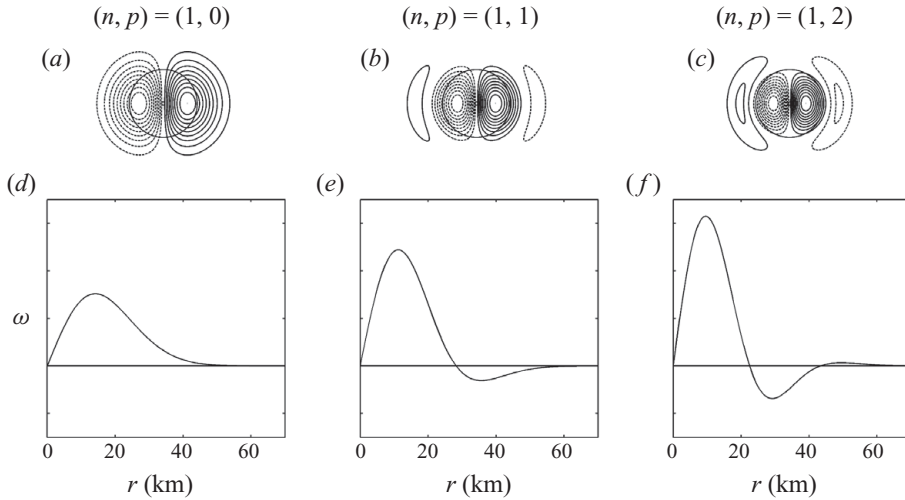 (n, p) = (1, 0)
(n, p) = (1, 1)
(n, p) = (1, 2)
(a)
(b)
(c)
(d)
(e)
(f)
ω
0 20 40 60
0 20 40 60
0 20 40 60
r (km)
r (km)
r (km)